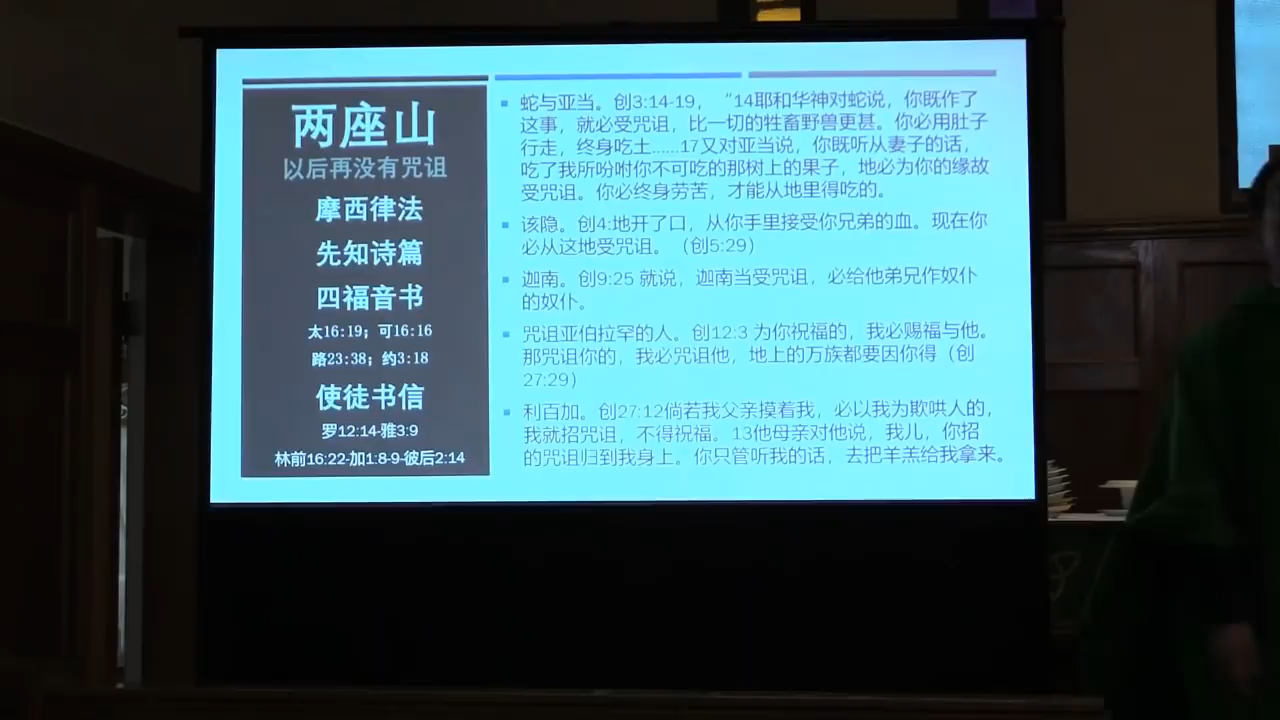 两座山
以后再没有咒诅
摩西律法
先知诗篇
四福音书
太16:19；可16:16
路23:38；约3:18
使徒书信
罗12:14-雅3:9
林前16:22-加1:8-9-彼后2:14
蛇与亚当。创3:14-19，“14耶和华神对蛇说，你既作了
这事，就必受咒诅，比一切的牲畜野兽更甚。你必用肚子
行走，终身吃土……17又对亚当说，你既听从妻子的话，
吃了我所吩咐你不可吃的那树上的果子，地必为你的缘故
受咒诅。你必终身劳苦，才能从地里得吃的。
该隐。创4:地开了口，从你手里接受你兄弟的血。现在你
必从这地受咒诅。（创5:29）
迦南。创9:25 就说，迦南当受咒诅，必给他弟兄作奴仆
的奴仆。
咒诅亚伯拉罕的人。创12:3 为你祝福的，我必赐福与他。
那咒诅你的，我必咒诅他，地上的万族都要因你得（创
27:29）
利百加。创27:12倘若我父亲摸着我，必以我为欺哄人的，
我就招咒诅，不得祝福。13他母亲对他说，我儿，你招
的咒诅归到我身上。你只管听我的话，去把羊羔给我拿来。